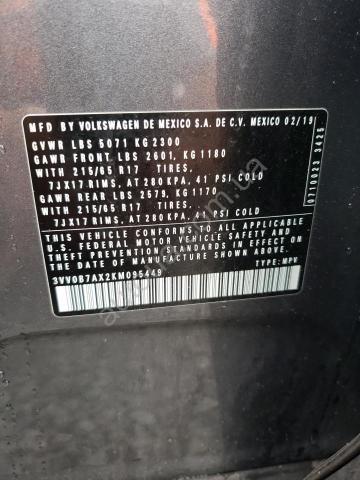 MFD BY VOLKSWAGEN DE MEXICO S.A. DE C.V. MEXICO 02/19
GVWR LBS 5071 KG 2300
GAWR FRONT LBS 2601, KG 1180
WITH 215/65 R17 TIRES,
7JX17 RIMS, AT 280 KPA, 41 PSI COLD
GAWR REAR LBS 2579, KG 1170
WITH 215/65 R17 TIRES,
7JX17 RIMS, AT 280 KPA, 41 PSI COLD
THIS VEHICLE CONFORMS TO ALL APPLICABLE
U.S. FEDERAL MOTOR VEHICLE SAFETY AND
THEFT PREVENTION STANDARDS IN EFFECT
ON THE DATE OF MANUFACTURE SHOWN ABOVE.
3VV0B7AX2KM095449 TYPE: MPV
0710023 3426